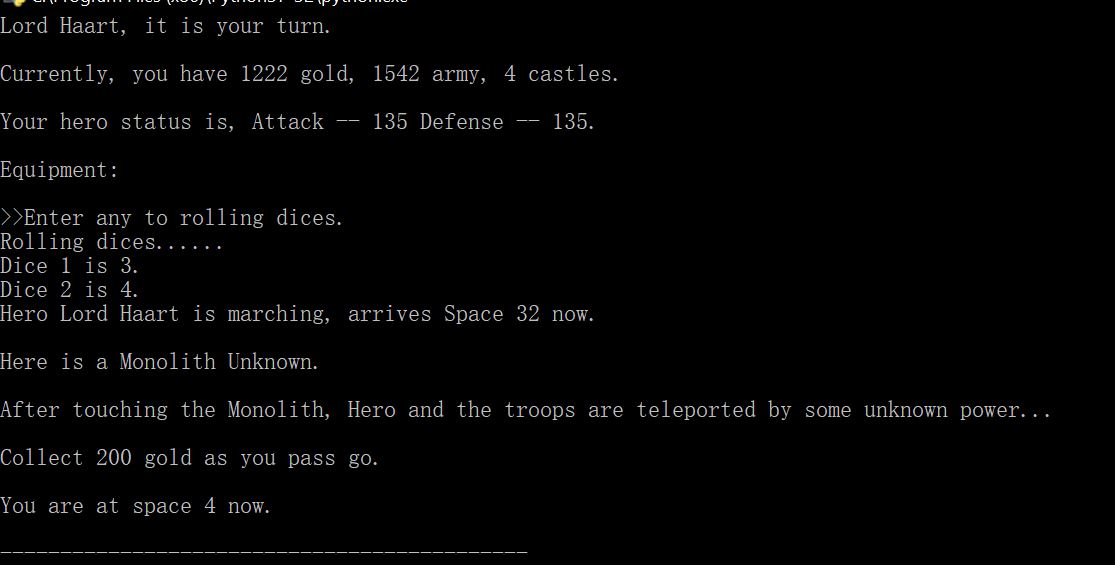 Lord Haart, it is your turn.
Currently, you have 1222 gold, 1542 army, 4 castles.
Your hero status is, Attack -- 135 Defense -- 135.
Equipment:
>>Enter any to rolling dices.
Rolling dices......
Dice 1 is 3.
Dice 2 is 4.
Hero Lord Haart is marching, arrives Space 32 now.
Here is a Monolith Unknown.
After touching the Monolith, Hero and the troops are teleported by some unknown power...
Collect 200 gold as you pass go.
You are at space 4 now.
____________________________________________